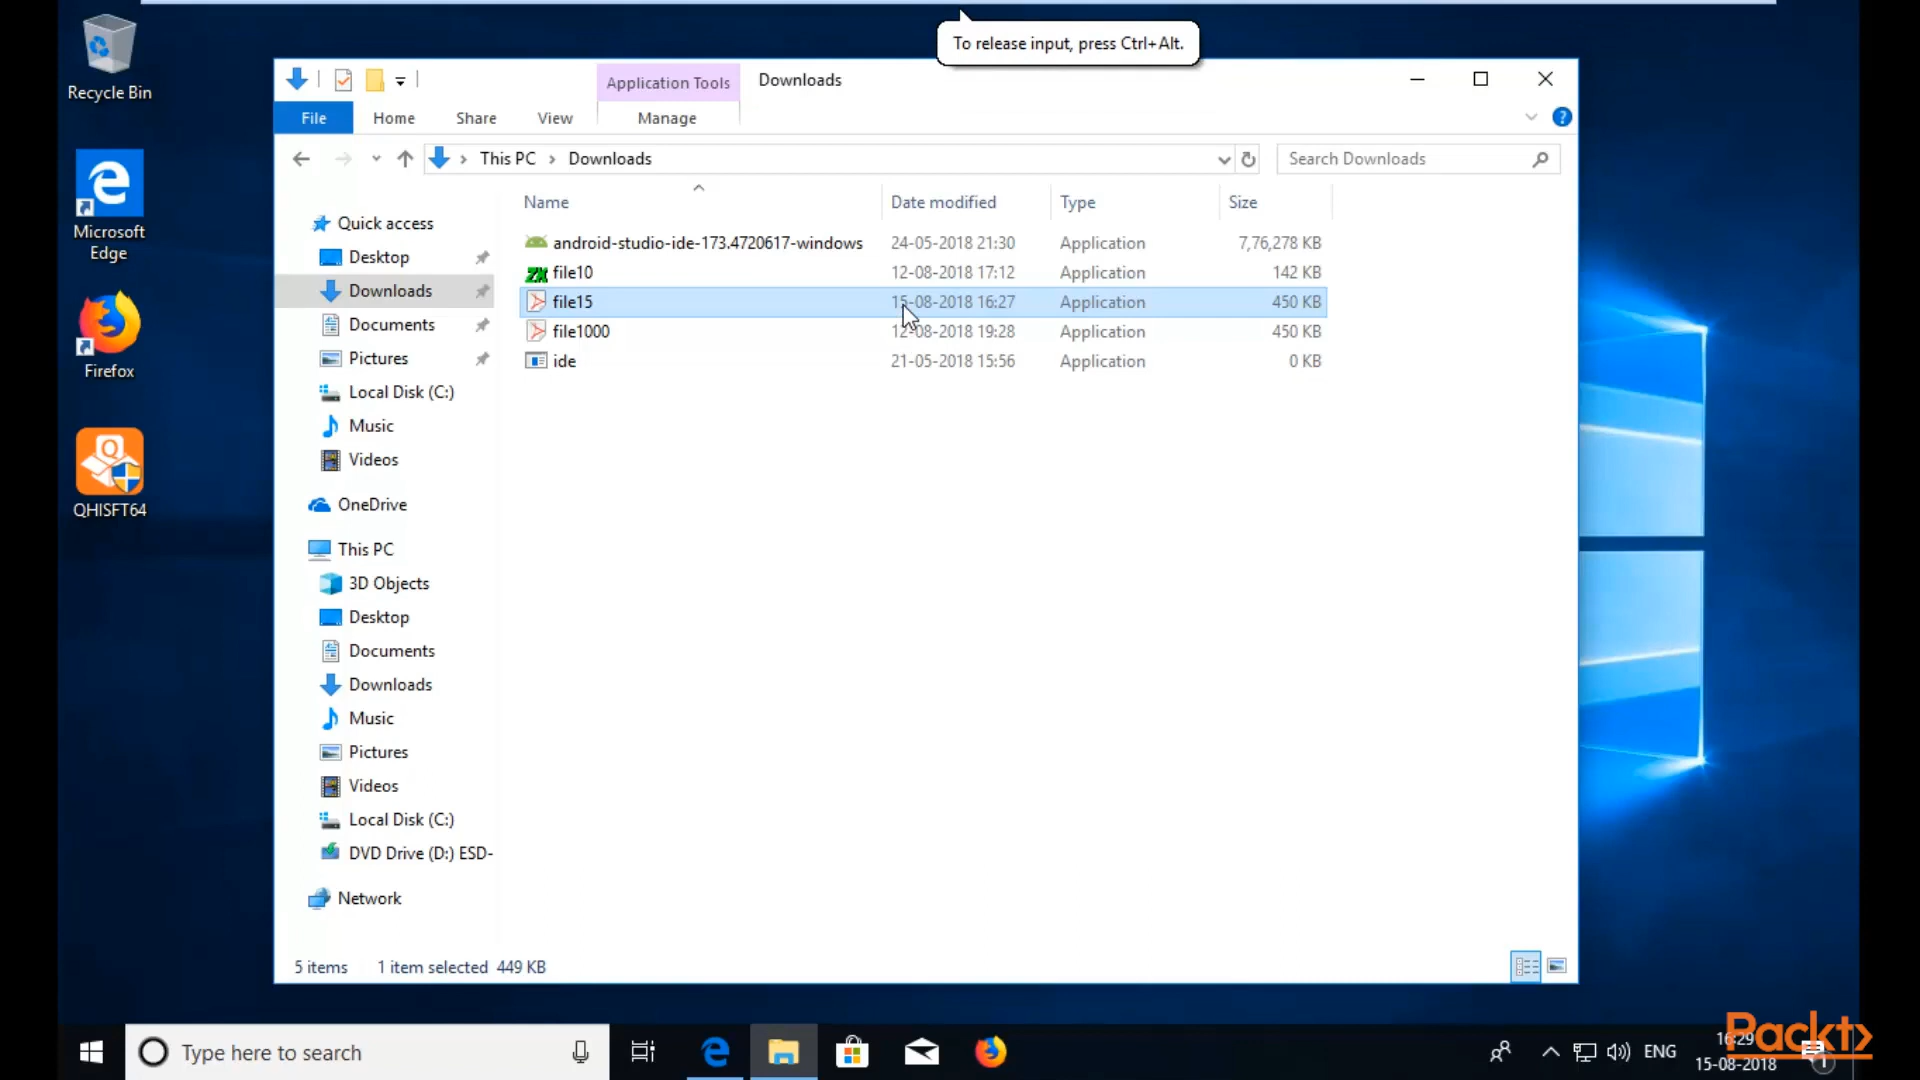 To release input, press Ctrl+Alt.
Recycle Bin
Microsoft
Edge
Firefox
QHISFT64
Application Tools
Downloads
File
Home
Share
View
Manage
This PC > Downloads
Search Downloads
Name
Date modified
Type
Size
android-studio-ide-173.4720617-windows 24-05-2018 21:30 Application 7,76,278 KB
file10 12-08-2018 17:12 Application 142 KB
file15 15-08-2018 16:27 Application 450 KB
file1000 12-08-2018 19:28 Application 450 KB
ide 21-05-2018 15:56 Application 0 KB
Quick access
Desktop
Downloads
Documents
Pictures
Local Disk (C:)
Music
Videos
OneDrive
This PC
3D Objects
Desktop
Documents
Downloads
Music
Pictures
Videos
Local Disk (C:)
DVD Drive (D:) ESD-
Network
5 items 1 item selected 449 KB
Type here to search
ENG
16:29
15-08-2018
1
Packt>